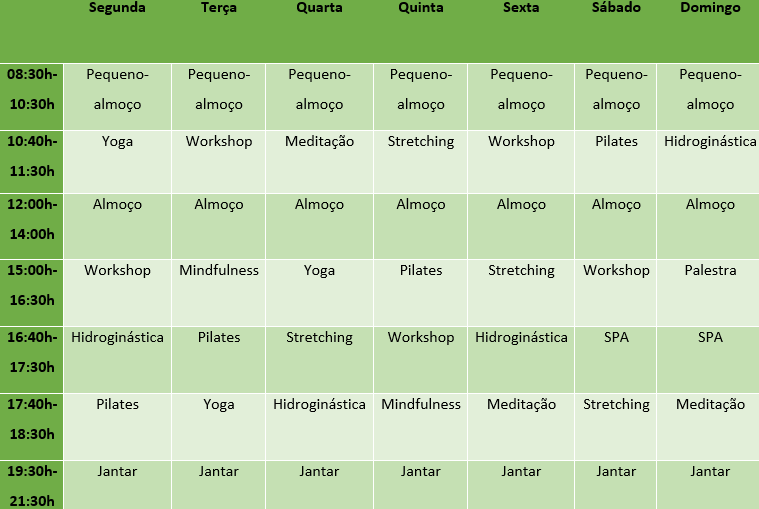 Segunda Terça Quarta Quinta Sexta Sábado Domingo
08:30h- Pequeno- Pequeno- Pequeno- Pequeno- Pequeno- Pequeno- Pequeno-
10:30h almoço almoço almoço almoço almoço almoço almoço
10:40h- Yoga Workshop Meditação Stretching Workshop Pilates Hidroginástica
11:30h
12:00h- Almoço Almoço Almoço Almoço Almoço Almoço Almoço
14:00h
15:00h- Workshop Mindfulness Yoga Pilates Stretching Workshop Palestra
16:30h
16:40h- Hidroginástica Pilates Stretching Workshop Hidroginástica SPA SPA
17:30h
17:40h- Pilates Yoga Hidroginástica Mindfulness Meditação Stretching Meditação
18:30h
19:30h- Jantar Jantar Jantar Jantar Jantar Jantar Jantar
21:30h